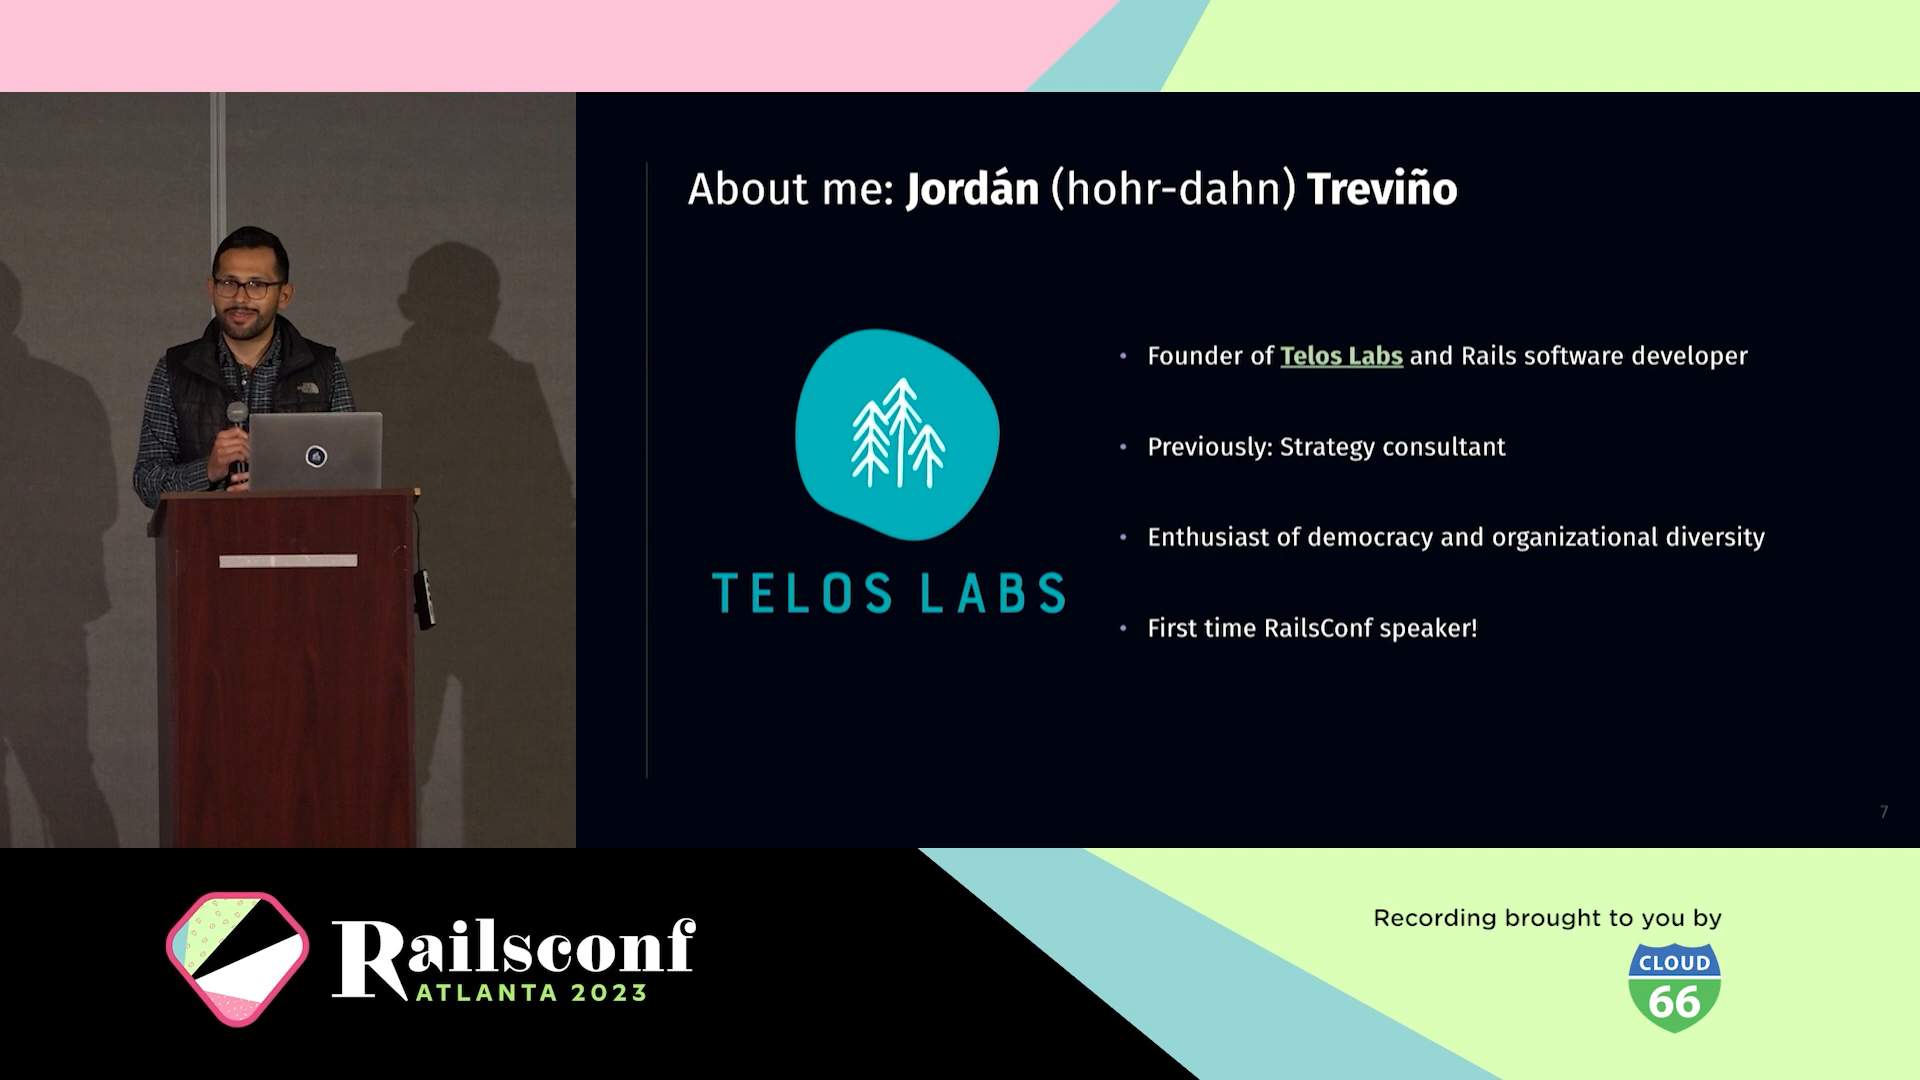 About me: Jordán (hohr-dahn) Treviño
TELOS LABS
• Founder of Telos Labs and Rails software developer
• Previously: Strategy consultant
• Enthusiast of democracy and organizational diversity
• First time RailsConf speaker!
7
Railsconf
ATLANTA 2023
Recording brought to you by
CLOUD
66